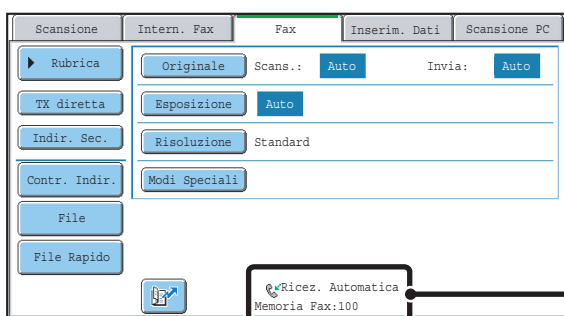 Scansione Intern. Fax Fax Inserim. Dati Scansione PC
Rubrica Originale Scans.: Auto Invia: Auto
TX diretta Esposizione Auto
Indir. Sec. Risoluzione Standard
Contr. Indir. Modi Speciali
File
File Rapido
Ricez. Automatica
Memoria Fax:100